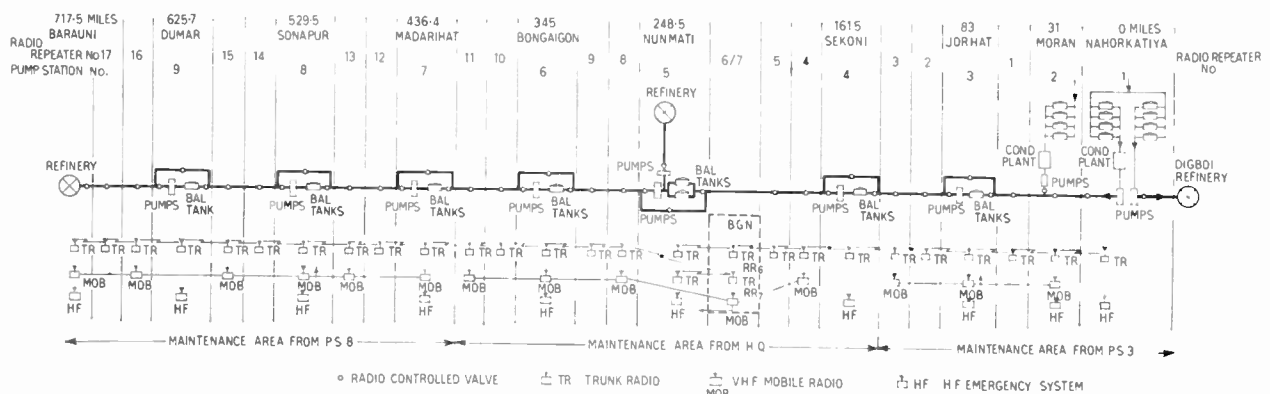 717·5 MILES 625·7 529·5 436·4 345 248·5 161·5 83 31 0 MILES
BARAUNI DUMAR SONAPUR MADARIHAT BONGAIGON NUNMATI SEKONI JORHAT MORAN NAHORKATIYA
RADIO
REPEATER No 17 16 15 14 13 12 11 10 9 8 6/7 5 4 3 2 1 RADIO REPEATER No
PUMP STATION No. 9 8 7 6 5 4 3 2 1
REFINERY
COND PLANT COND PLANT
REFINERY PUMPS BAL TANKS PUMPS DIGBOI REFINERY
PUMPS BAL TANK PUMPS BAL TANKS PUMPS BAL TANKS PUMPS BAL TANKS PUMPS PUMPS BAL TANKS PUMPS BAL TANKS PUMPS
BGN
TR TR TR TR TR TR TR TR TR TR TR TR TR TR TR TR TR TR TR TR TR TR TR TR
RR6
TR TR
RR7
MOB MOB MOB MOB MOB MOB MOB MOB MOB MOB MOB MOB MOB
HF HF HF HF HF HF HF HF HF
MAINTENANCE AREA FROM PS 8 MAINTENANCE AREA FROM H Q MAINTENANCE AREA FROM PS 3
RADIO CONTROLLED VALVE TR TRUNK RADIO MOB VHF MOBILE RADIO HF HF EMERGENCY SYSTEM